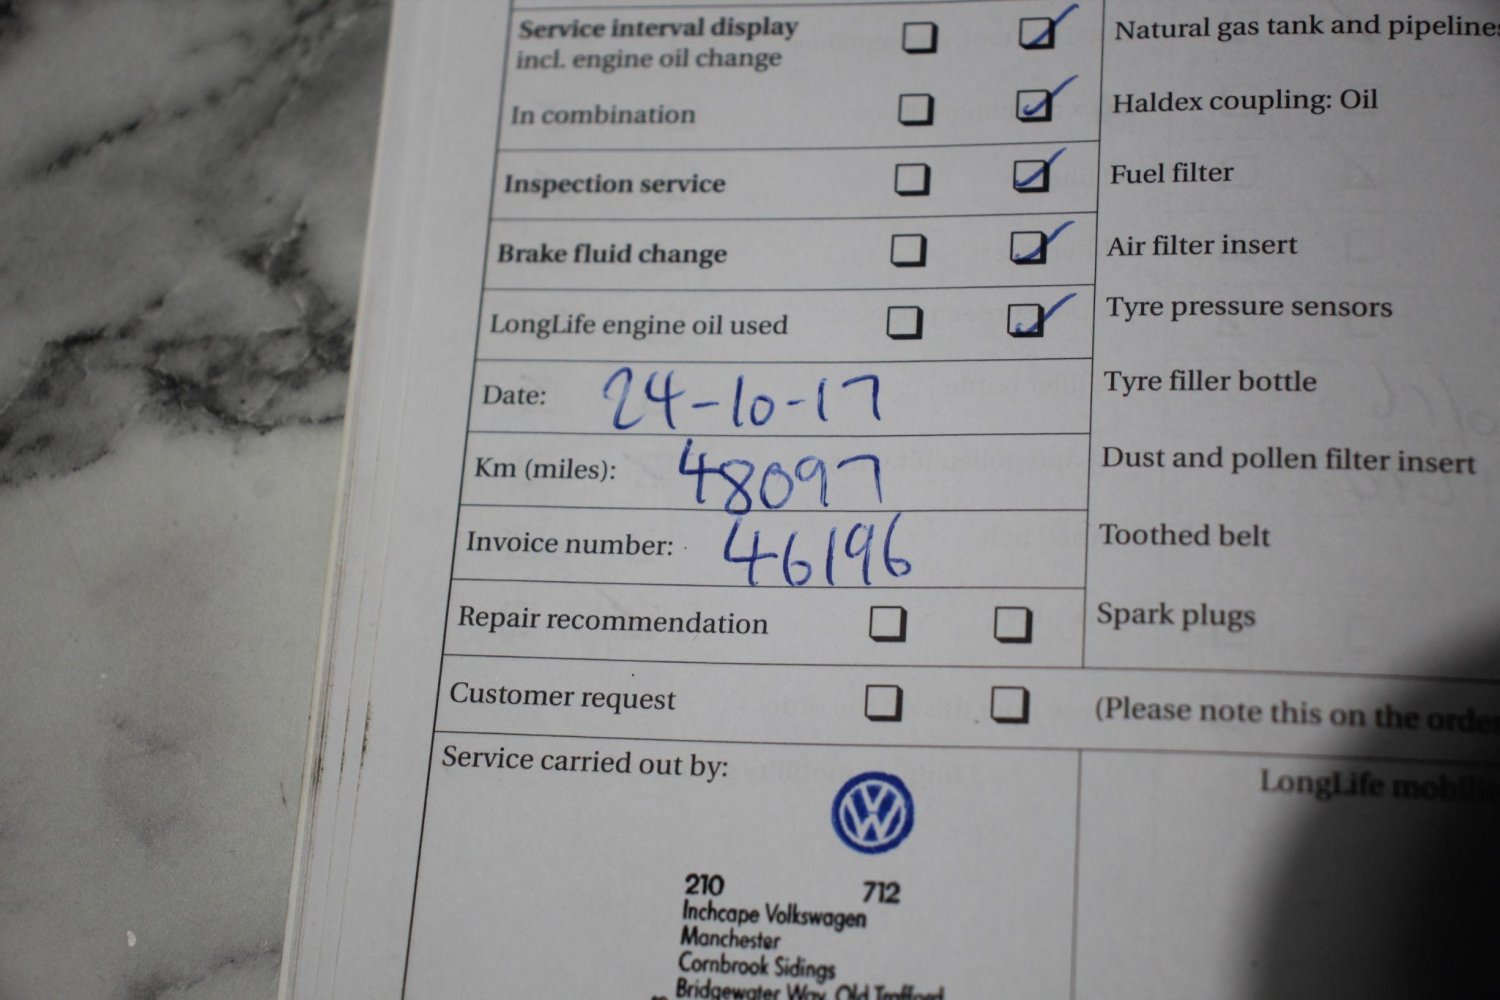 Service interval display
incl. engine oil change
In combination
Inspection service
Brake fluid change
LongLife engine oil used
Date: 24-10-17
Km (miles): 48097
Invoice number: 46196
Repair recommendation
Customer request
Natural gas tank and pipelines
Haldex coupling: Oil
Fuel filter
Air filter insert
Tyre pressure sensors
Tyre filler bottle
Dust and pollen filter insert
Toothed belt
Spark plugs
(Please note this on the order
Service carried out by:
LongLife
VW
210 712
Inchcape Volkswagen
Manchester
Cornbrook Sidings
Bridgewater Way, Old Trafford